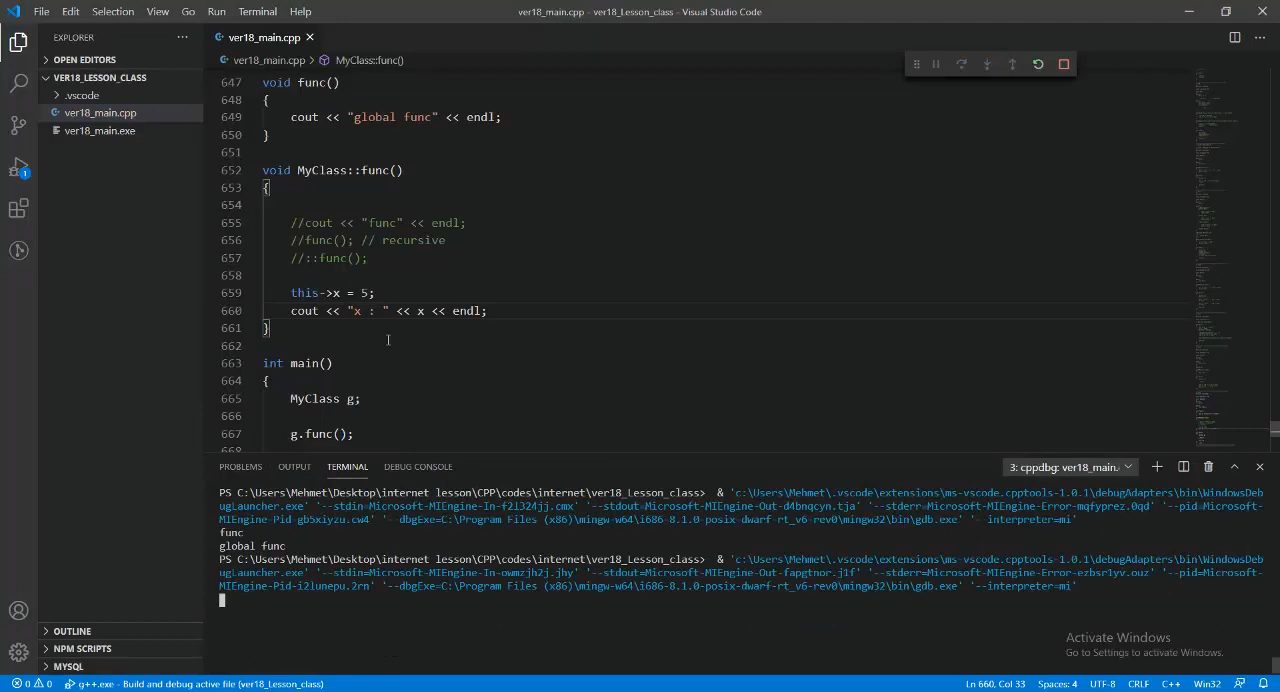 File Edit Selection View Go Run Terminal Help
ver18_main.cpp - ver18_Lesson_class - Visual Studio Code
EXPLORER
OPEN EDITORS
VER18_LESSON_CLASS
.vscode
ver18_main.cpp
ver18_main.exe
OUTLINE
NPM SCRIPTS
MYSQL
1
ver18_main.cpp
ver18_main.cpp > MyClass::func()
647 void func()
648 {
649 cout << "global func" << endl;
650 }
651
652 void MyClass::func()
653 {
654
655 //cout << "func" << endl;
656 //func(); // recursive
657 //::func();
658
659 this->x = 5;
660 cout << "x : " << x << endl;
661 }
662
663 int main()
664 {
665 MyClass g;
666
667 g.func();
668
PROBLEMS OUTPUT TERMINAL DEBUG CONSOLE
3: cppdbg: ver18_main.
PS C:\Users\Mehmet\Desktop\internet lesson\CPP\codes\internet\ver18_Lesson_class> & 'c:\Users\Mehmet\.vscode\extensions\ms-vscode.cpptools-1.0.1\debugAdapters\bin\WindowsDeb
ugLauncher.exe' '--stdin=Microsoft-MIEngine-In-f21324jj.cmx' '--stdout=Microsoft-MIEngine-Out-d4bnqcyn.tja' '--stderr=Microsoft-MIEngine-Error-mqfyprez.0qd' '--pid=Microsoft-
MIEngine-Pid-gb5xiyzu.cw4' '--dbgExe=C:\Program Files (x86)\mingw-w64\i686-8.1.0-posix-dwarf-rt_v6-rev0\mingw32\bin\gdb.exe' '--interpreter=mi'
func
global func
PS C:\Users\Mehmet\Desktop\internet lesson\CPP\codes\internet\ver18_Lesson_class> & 'c:\Users\Mehmet\.vscode\extensions\ms-vscode.cpptools-1.0.1\debugAdapters\bin\WindowsDeb
ugLauncher.exe' '--stdin=Microsoft-MIEngine-In-owmzjh2j.jhy' '--stdout=Microsoft-MIEngine-Out-fapgtnor.j1f' '--stderr=Microsoft-MIEngine-Error-ezbsr1yv.ouz' '--pid=Microsoft-
MIEngine-Pid-i2lunepu.2rn' '--dbgExe=C:\Program Files (x86)\mingw-w64\i686-8.1.0-posix-dwarf-rt_v6-rev0\mingw32\bin\gdb.exe' '--interpreter=mi'
Activate Windows
Go to Settings to activate Windows.
0 0 g++.exe - Build and debug active file (ver18_Lesson_class)
Ln 660, Col 33 Spaces: 4 UTF-8 CRLF C++ Win32